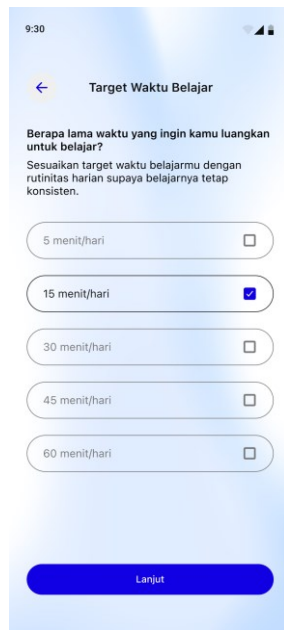 9:30
Target Waktu Belajar
Berapa lama waktu yang ingin kamu luangkan
untuk belajar?
Sesuaikan target waktu belajarmu dengan
rutinitas harian supaya belajarnya tetap
konsisten.
5 menit/hari
15 menit/hari
30 menit/hari
45 menit/hari
60 menit/hari
Lanjut